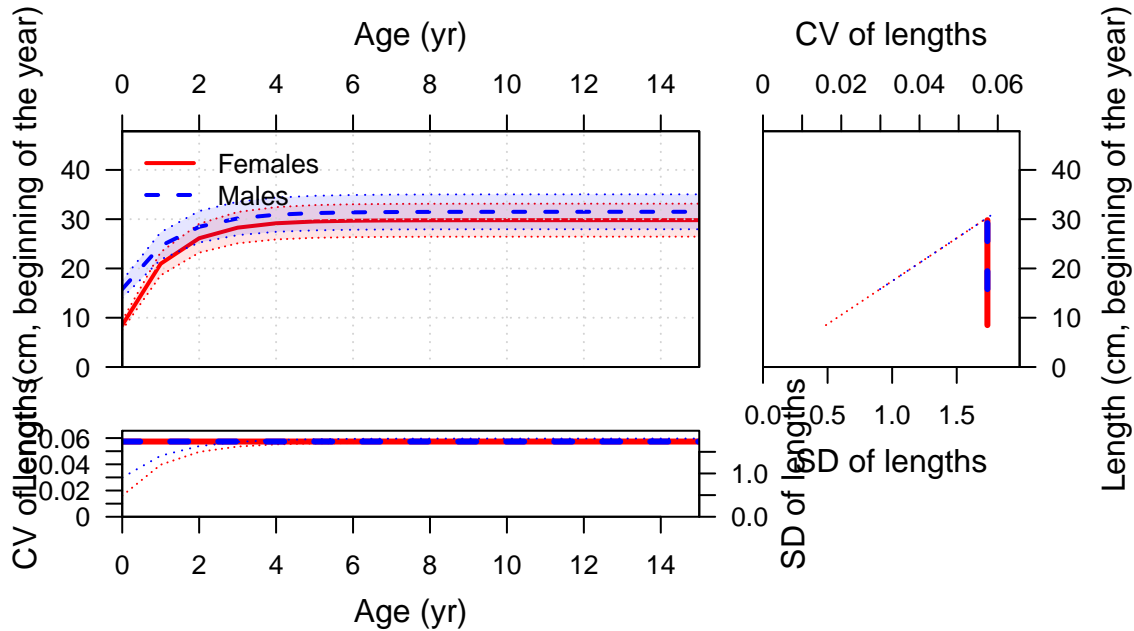 Age (yr)
CV of lengths
0 2 4 6 8 10 12 14
0 0.02 0.04 0.06
Length (cm, beginning of the year)
40
30
20
10
0
Females
Males
40
30
20
10
0
Length (cm, beginning of the year)
0.0 0.5 1.0 1.5
SD of lengths
CV of lengths
0.06
0.04
0.02
0
1.0
0.0
SD of lengths
0 2 4 6 8 10 12 14
Age (yr)